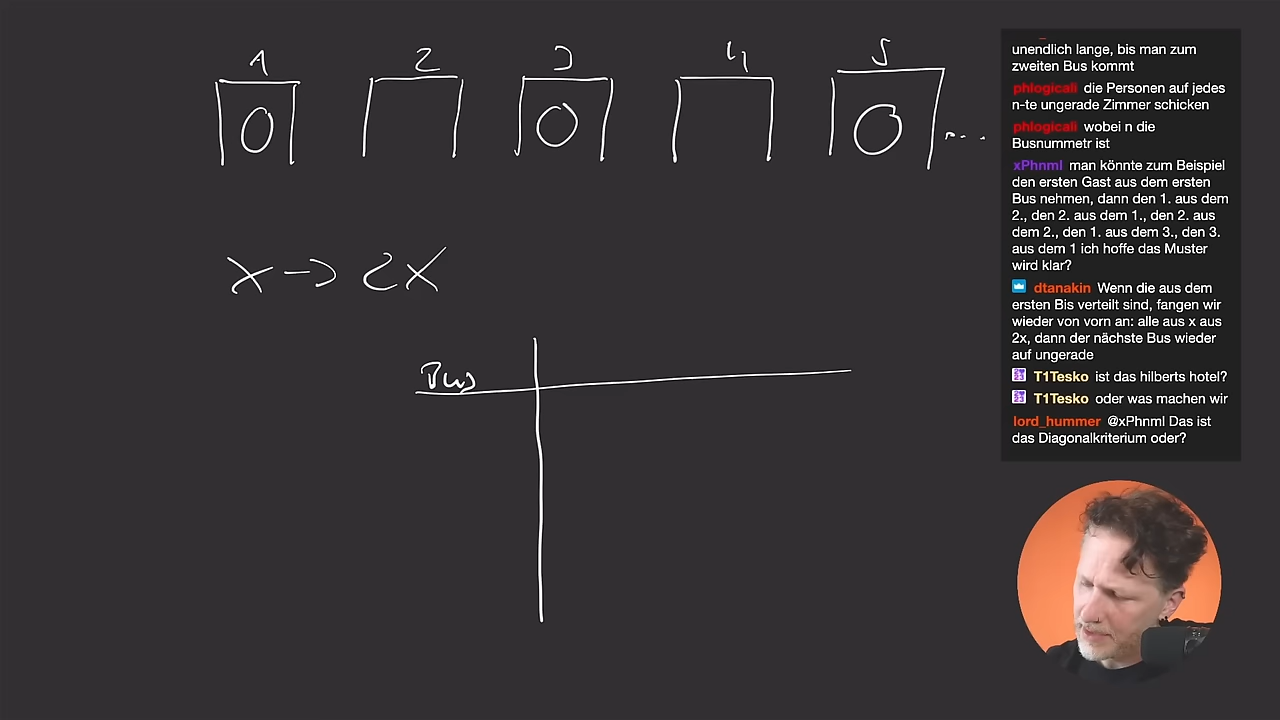 1 2 3 4 5
0 0 0 ...
x → 2x
Bus
unendlich lange, bis man zum
zweiten Bus kommt
phlogicall die Personen auf jedes
n-te ungerade Zimmer schicken
phlogicall wobei n die
Busnummetr ist
xPhnml man könnte zum Beispiel
den ersten Gast aus dem ersten
Bus nehmen, dann den 1. aus dem
2., den 2. aus dem 1., den 2. aus
dem 2., den 1. aus dem 3., den 3.
aus dem 1 ich hoffe das Muster
wird klar?
dtanakin Wenn die aus dem
ersten Bis verteilt sind, fangen wir
wieder von vorn an: alle aus x aus
2x, dann der nächste Bus wieder
auf ungerade
T1Tesko ist das hilberts hotel?
T1Tesko oder was machen wir
lord_hummer @xPhnml Das ist
das Diagonalkriterium oder?